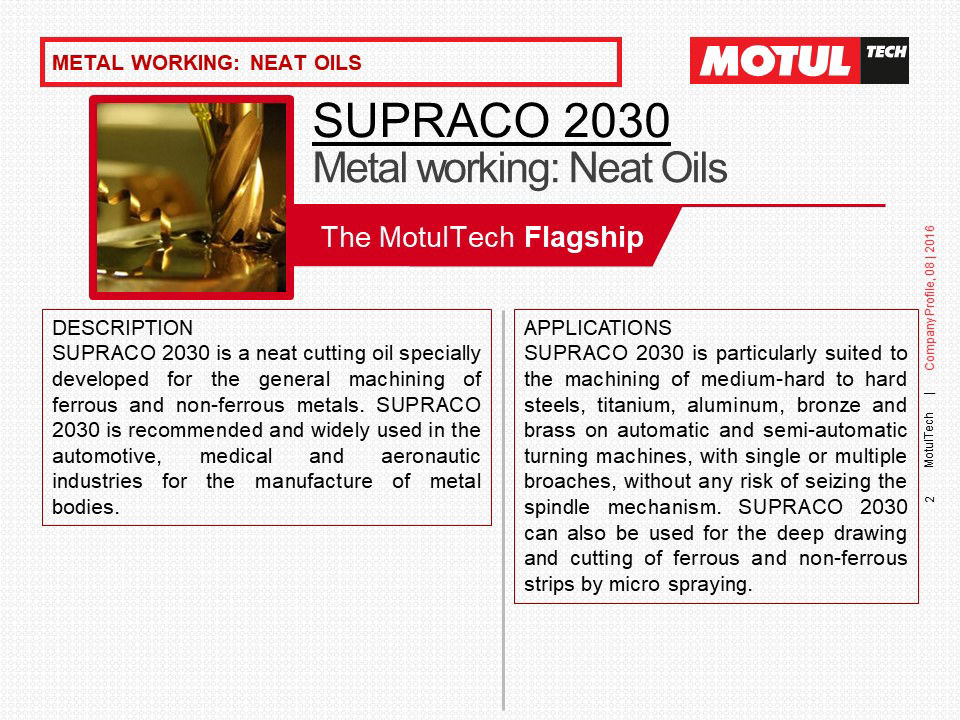 METAL WORKING: NEAT OILS
MOTUL TECH
SUPRACO 2030
Metal working: Neat Oils
The MotulTech Flagship
DESCRIPTION
SUPRACO 2030 is a neat cutting oil specially
developed for the general machining of
ferrous and non-ferrous metals. SUPRACO
2030 is recommended and widely used in the
automotive, medical and aeronautic
industries for the manufacture of metal
bodies.
APPLICATIONS
SUPRACO 2030 is particularly suited to
the machining of medium-hard to hard
steels, titanium, aluminum, bronze and
brass on automatic and semi-automatic
turning machines, with single or multiple
broaches, without any risk of seizing the
spindle mechanism. SUPRACO 2030
can also be used for the deep drawing
and cutting of ferrous and non-ferrous
strips by micro spraying.
2 MotulTech | Company Profile, 08 | 2016